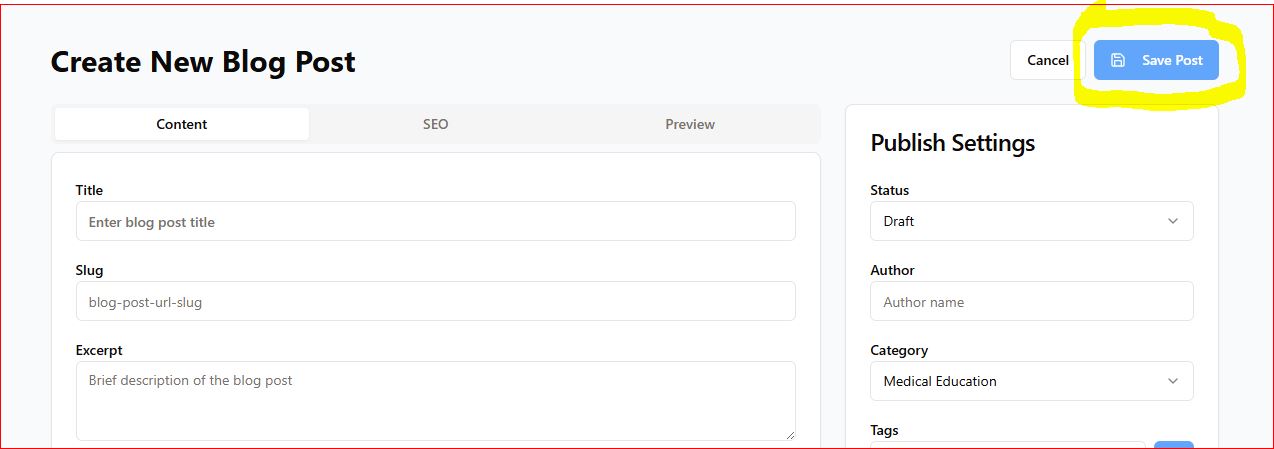 Create New Blog Post
Cancel
Save Post
Content
SEO
Preview
Title
Enter blog post title
Slug
blog-post-url-slug
Excerpt
Brief description of the blog post
Publish Settings
Status
Draft
Author
Author name
Category
Medical Education
Tags